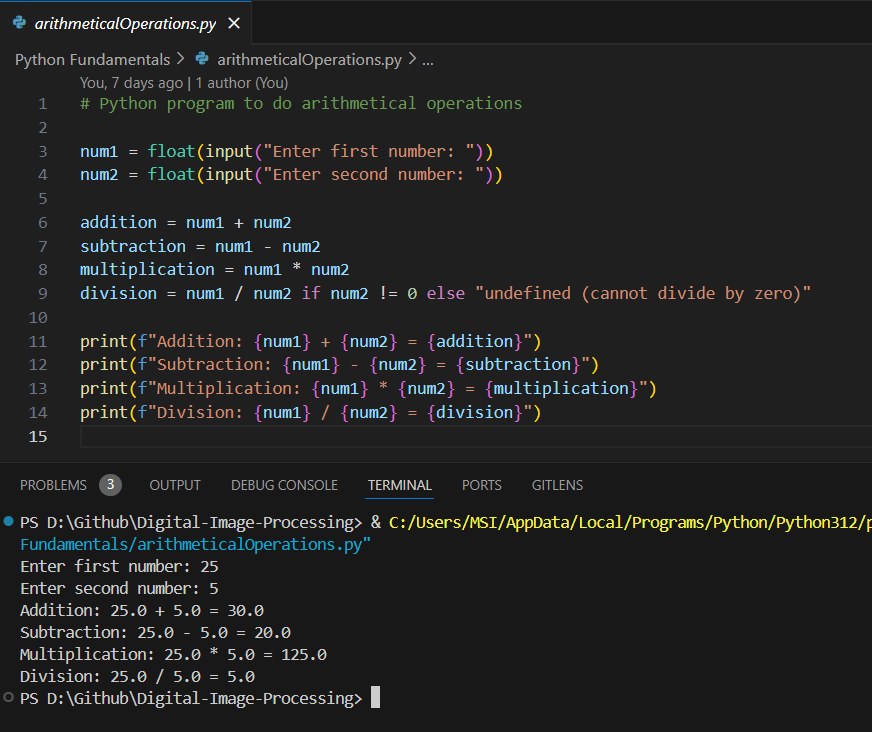 arithmeticalOperations.py
Python Fundamentals > arithmeticalOperations.py > ...
You, 7 days ago | 1 author (You)
1 # Python program to do arithmetical operations
2
3 num1 = float(input("Enter first number: "))
4 num2 = float(input("Enter second number: "))
5
6 addition = num1 + num2
7 subtraction = num1 - num2
8 multiplication = num1 * num2
9 division = num1 / num2 if num2 != 0 else "undefined (cannot divide by zero)"
10
11 print(f"Addition: {num1} + {num2} = {addition}")
12 print(f"Subtraction: {num1} - {num2} = {subtraction}")
13 print(f"Multiplication: {num1} * {num2} = {multiplication}")
14 print(f"Division: {num1} / {num2} = {division}")
15
PROBLEMS 3 OUTPUT DEBUG CONSOLE TERMINAL PORTS GITLENS
PS D:\Github\Digital-Image-Processing> & C:/Users/MSI/AppData/Local/Programs/Python/Python312/p
Fundamentals/arithmeticalOperations.py"
Enter first number: 25
Enter second number: 5
Addition: 25.0 + 5.0 = 30.0
Subtraction: 25.0 - 5.0 = 20.0
Multiplication: 25.0 * 5.0 = 125.0
Division: 25.0 / 5.0 = 5.0
PS D:\Github\Digital-Image-Processing>